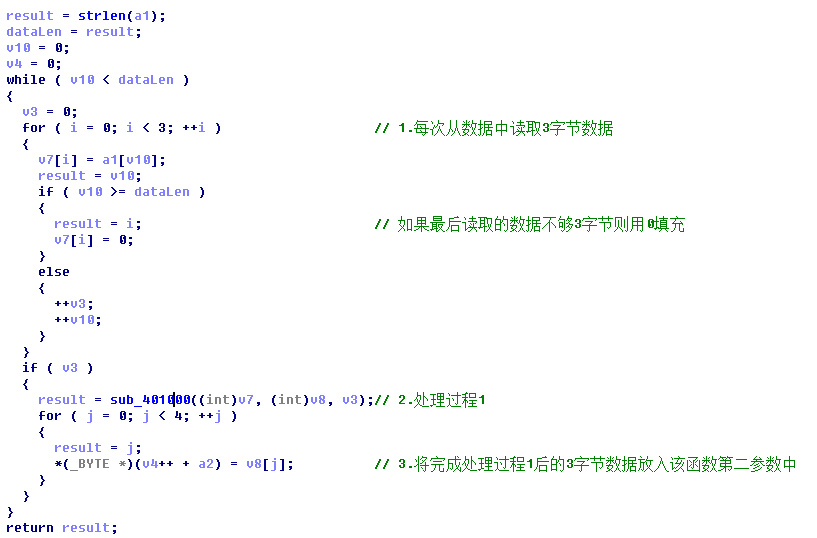 result = strlen(a1);
dataLen = result;
v10 = 0;
v4 = 0;
while ( v10 < dataLen )
{
  v3 = 0;
  for ( i = 0; i < 3; ++i )                   // 1.每次从数据中读取3字节数据
  {
    v7[i] = a1[v10];
    result = v10;
    if ( v10 >= dataLen )
    {
      result = i;                             // 如果最后读取的数据不够3字节则用0填充
      v7[i] = 0;
    }
    else
    {
      ++v3;
      ++v10;
    }
  }
  if ( v3 )
  {
    result = sub_401000((int)v7, (int)v8, v3);// 2.处理过程1
    for ( j = 0; j < 4; ++j )
    {
      result = j;
      *(_BYTE *)(v4++ + a2) = v8[j];          // 3.将完成处理过程1后的3字节数据放入该函数第二参数中
    }
  }
}
return result;